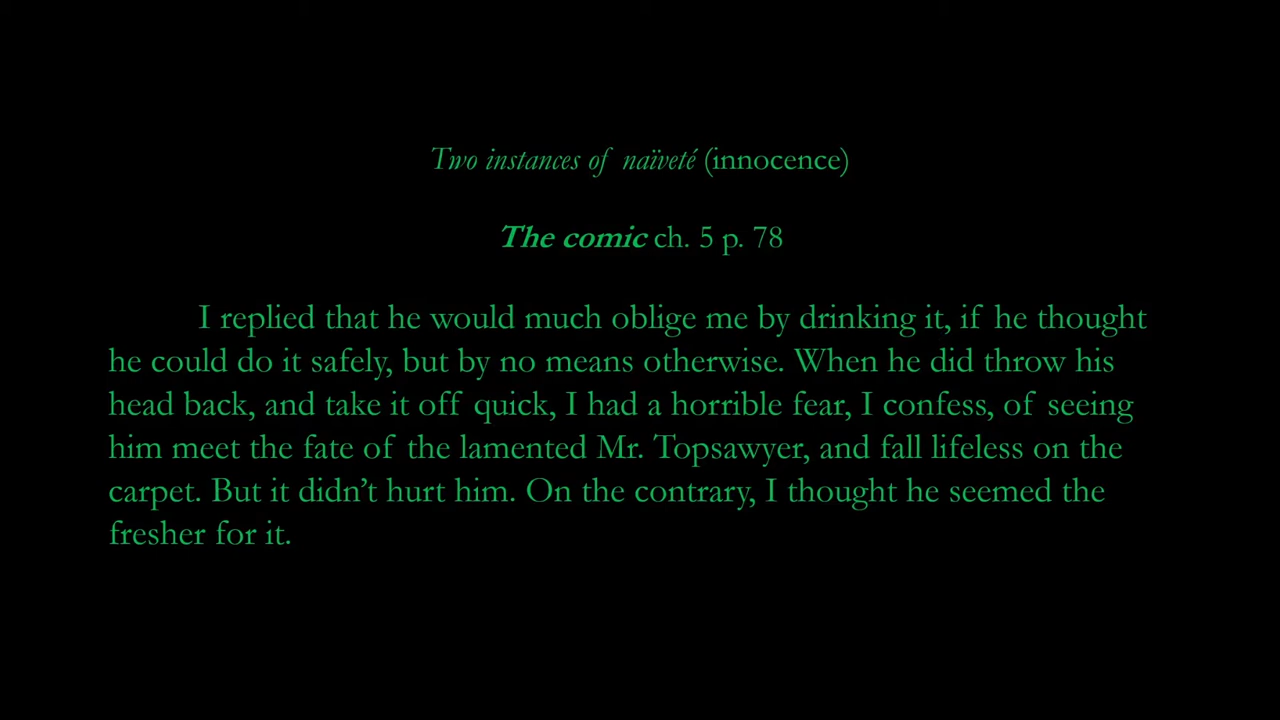 Two instances of naïveté (innocence)
The comic ch. 5 p. 78
I replied that he would much oblige me by drinking it, if he thought
he could do it safely, but by no means otherwise. When he did throw his
head back, and take it off quick, I had a horrible fear, I confess, of seeing
him meet the fate of the lamented Mr. Topsawyer, and fall lifeless on the
carpet. But it didn’t hurt him. On the contrary, I thought he seemed the
fresher for it.